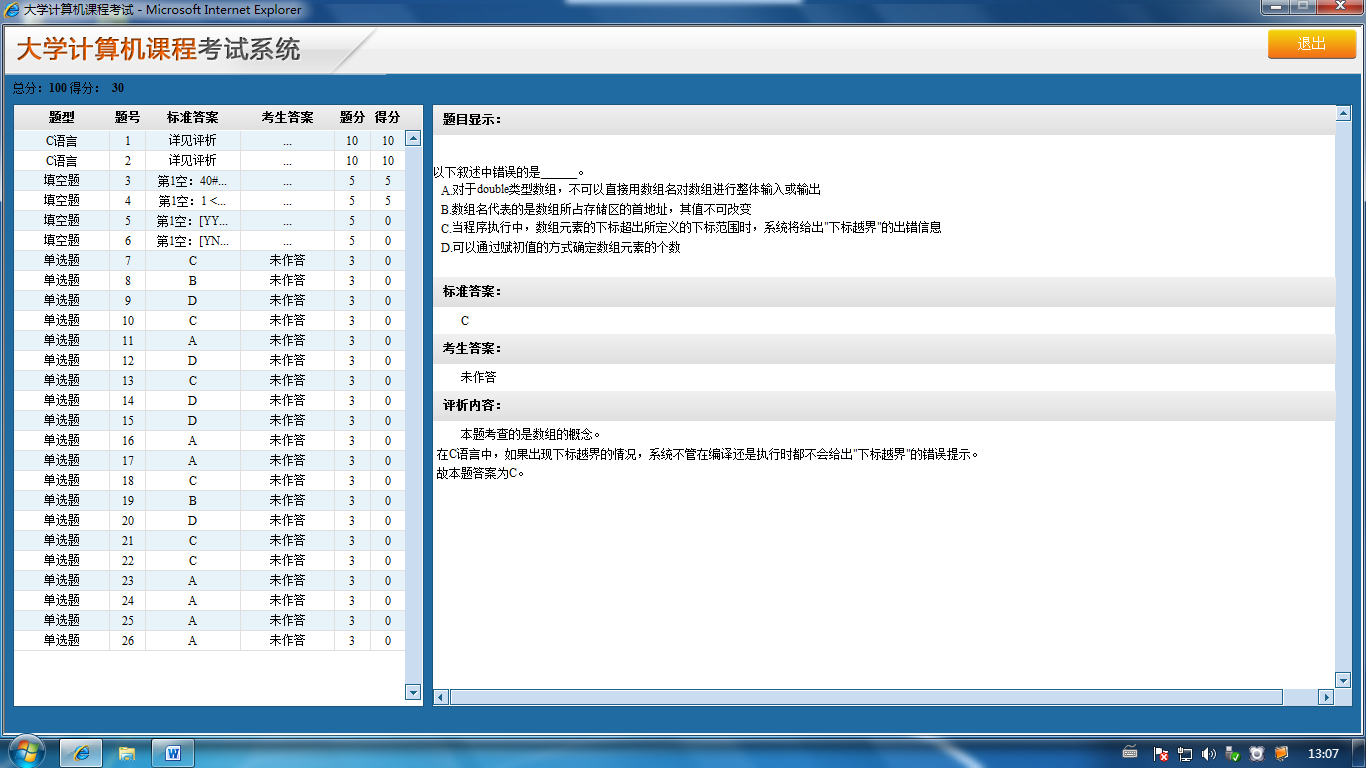 大学计算机课程考试 - Microsoft Internet Explorer
大学计算机课程考试系统
退出
总分：100 得分： 30
题型 题号 标准答案 考生答案 题分 得分
C语言 1 详见评析 ... 10 10
C语言 2 详见评析 ... 10 10
填空题 3 第1空：40#... ... 5 5
填空题 4 第1空：1 <... ... 5 5
填空题 5 第1空：[YY... ... 5 0
填空题 6 第1空：[YN... ... 5 0
单选题 7 C 未作答 3 0
单选题 8 B 未作答 3 0
单选题 9 D 未作答 3 0
单选题 10 C 未作答 3 0
单选题 11 A 未作答 3 0
单选题 12 D 未作答 3 0
单选题 13 C 未作答 3 0
单选题 14 D 未作答 3 0
单选题 15 D 未作答 3 0
单选题 16 A 未作答 3 0
单选题 17 A 未作答 3 0
单选题 18 C 未作答 3 0
单选题 19 B 未作答 3 0
单选题 20 D 未作答 3 0
单选题 21 C 未作答 3 0
单选题 22 C 未作答 3 0
单选题 23 A 未作答 3 0
单选题 24 A 未作答 3 0
单选题 25 A 未作答 3 0
单选题 26 A 未作答 3 0
题目显示：
以下叙述中错误的是______。
A.对于double类型数组，不可以直接用数组名对数组进行整体输入或输出
B.数组名代表的是数组所占存储区的首地址，其值不可改变
C.当程序执行中，数组元素的下标超出所定义的下标范围时，系统将给出"下标越界"的出错信息
D.可以通过赋初值的方式确定数组元素的个数
标准答案：
C
考生答案：
未作答
评析内容：
本题考查的是数组的概念。
在C语言中，如果出现下标越界的情况，系统不管在编译还是执行时都不会给出"下标越界"的错误提示。
故本题答案为C。
13:07